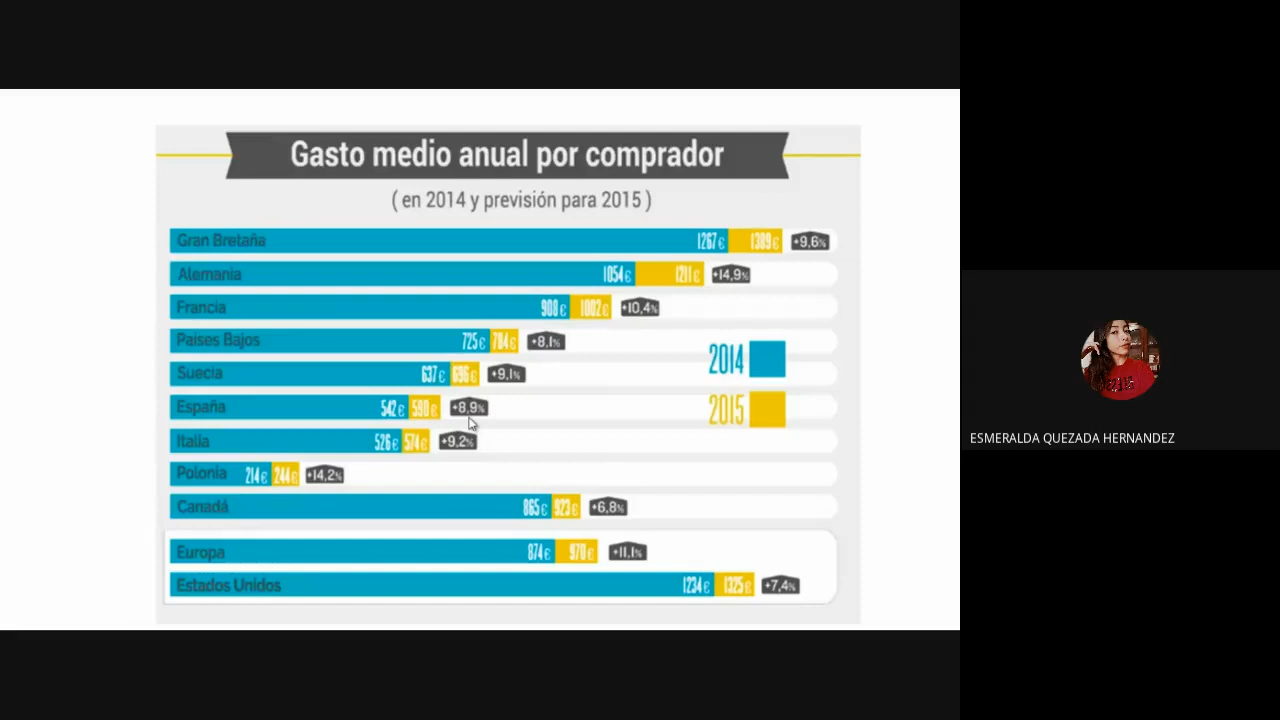 Gasto medio anual por comprador
( en 2014 y previsión para 2015 )
Gran Bretaña 1267€ 1389€ +9,6%
Alemania 1054€ 1211€ +14,9%
Francia 908€ 1002€ +10,4%
Paises Bajos 725€ 784€ +8,1%
2014
Suecia 637€ 696€ +9,1%
España 542€ 590€ +8,9%
2015
Italia 526€ 574€ +9,2%
Polonia 214€ 244€ +14,2%
Canadá 865€ 923€ +6,8%
Europa 874€ 970€ +11,1%
Estados Unidos 1234€ 1325€ +7,4%
ESMERALDA QUEZADA HERNANDEZ